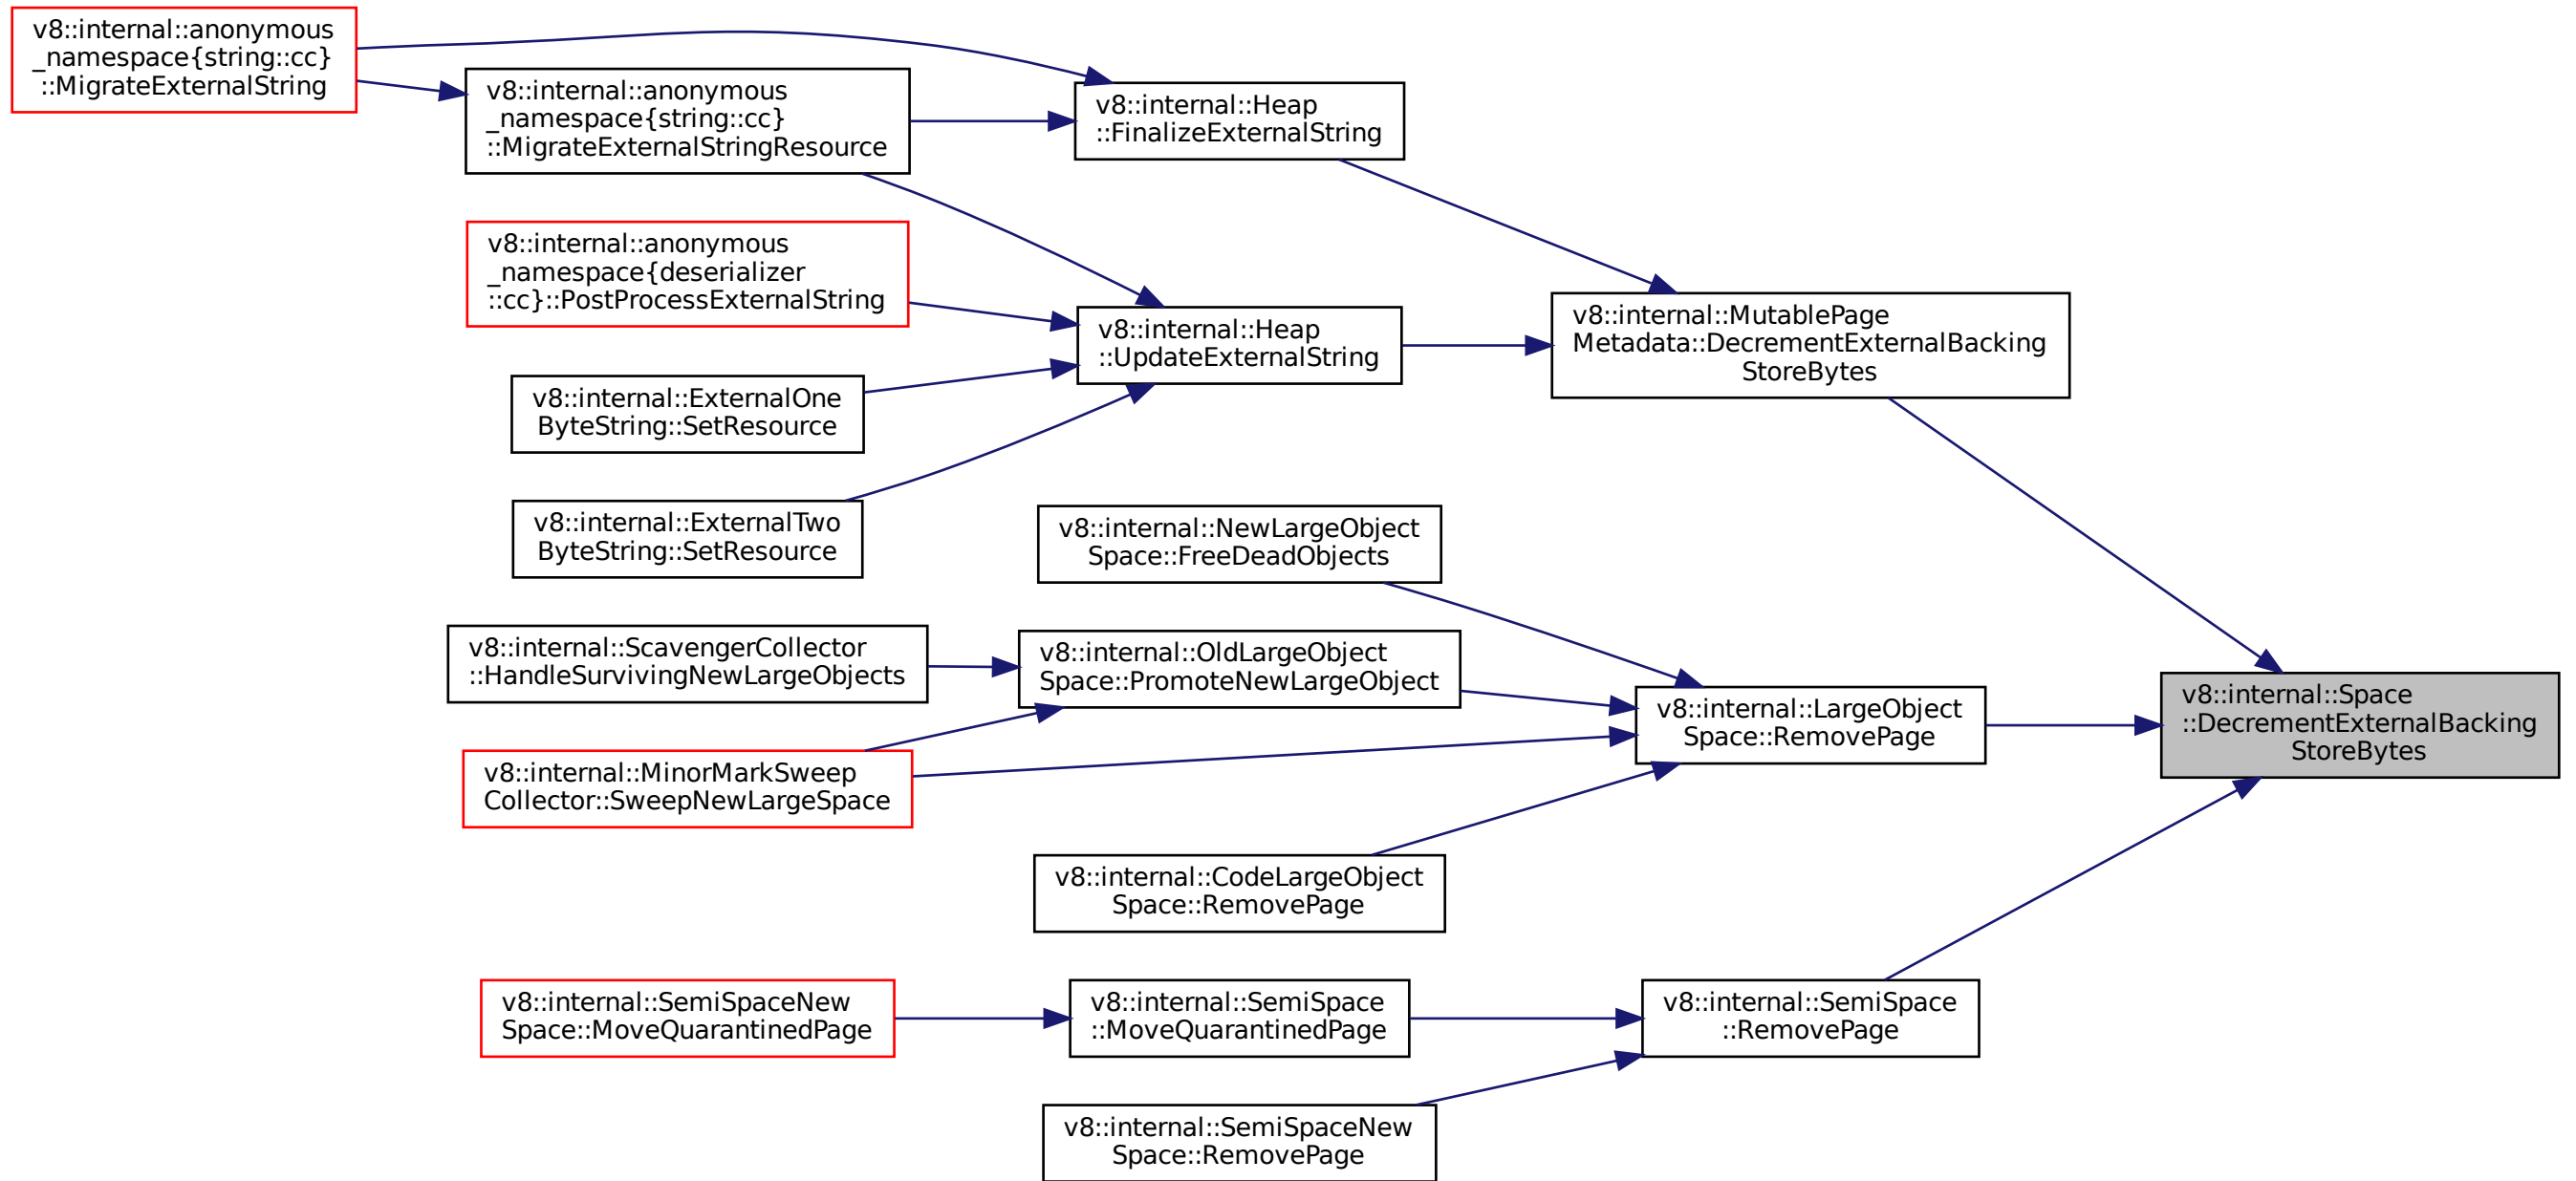 v8::internal::anonymous
_namespace{string::cc}
::MigrateExternalString
v8::internal::anonymous
_namespace{string::cc}
::MigrateExternalStringResource
v8::internal::Heap
::FinalizeExternalString
v8::internal::anonymous
_namespace{deserializer
::cc}::PostProcessExternalString
v8::internal::Heap
::UpdateExternalString
v8::internal::MutablePage
Metadata::DecrementExternalBacking
StoreBytes
v8::internal::ExternalOne
ByteString::SetResource
v8::internal::ExternalTwo
ByteString::SetResource
v8::internal::NewLargeObject
Space::FreeDeadObjects
v8::internal::ScavengerCollector
::HandleSurvivingNewLargeObjects
v8::internal::OldLargeObject
Space::PromoteNewLargeObject
v8::internal::LargeObject
Space::RemovePage
v8::internal::Space
::DecrementExternalBacking
StoreBytes
v8::internal::MinorMarkSweep
Collector::SweepNewLargeSpace
v8::internal::CodeLargeObject
Space::RemovePage
v8::internal::SemiSpaceNew
Space::MoveQuarantinedPage
v8::internal::SemiSpace
::MoveQuarantinedPage
v8::internal::SemiSpace
::RemovePage
v8::internal::SemiSpaceNew
Space::RemovePage